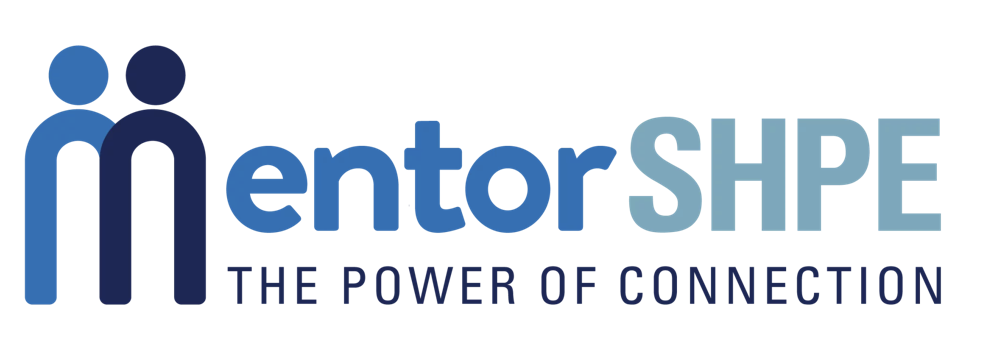 mentorSHPE
THE POWER OF CONNECTION